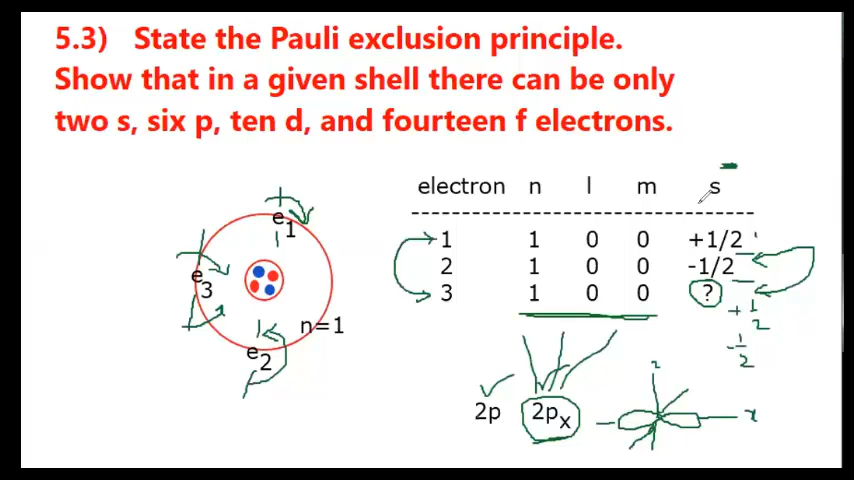 5.3) State the Pauli exclusion principle.
Show that in a given shell there can be only
two s, six p, ten d, and fourteen f electrons.
electron n l m s
1 1 0 0 +1/2
2 1 0 0 -1/2
3 1 0 0 ?
e1
e3
e2
n=1
+1/2
-1/2
2p 2px
x